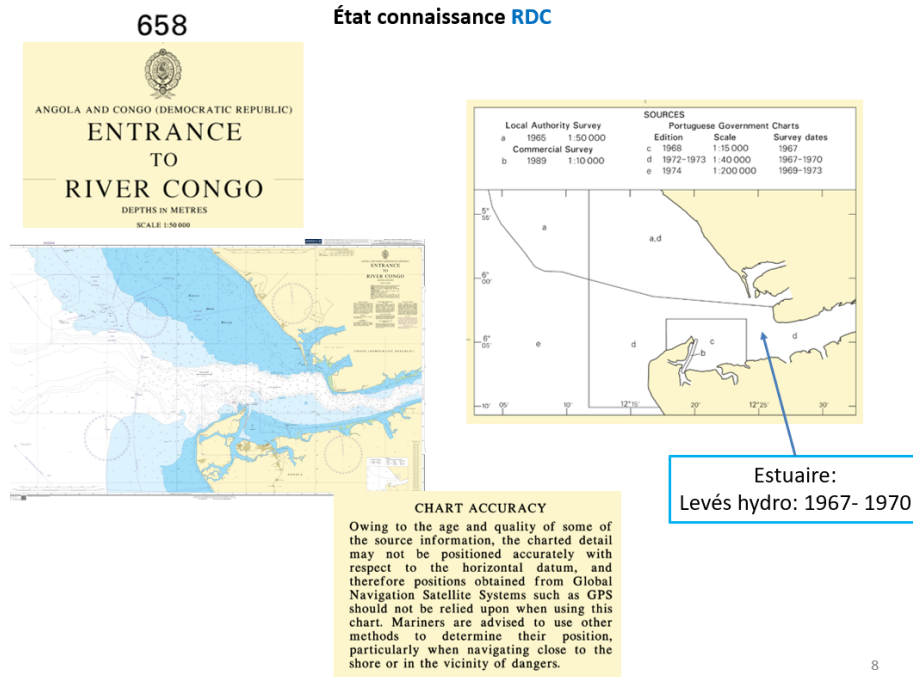 État connaissance RDC
658
ANGOLA AND CONGO (DEMOCRATIC REPUBLIC)
ENTRANCE
TO
RIVER CONGO
DEPTHS IN METRES
SCALE 1:50 000
SOURCES
Local Authority Survey
a 1965 1:50 000
Commercial Survey
b 1989 1:10 000
Portuguese Government Charts
Edition Scale Survey dates
c 1968 1:15 000 1967
d 1972-1973 1:40 000 1967-1970
e 1974 1:200 000 1969-1973
5°
55'
a
a,d
6°
00'
6°
05'
e
d
c
b
d
10'
05'
10'
12°15'
20'
12°25'
30'
ENTRANCE
TO
RIVER CONGO
Estuaire:
Levés hydro: 1967- 1970
CHART ACCURACY
Owing to the age and quality of some of
the source information, the charted detail
may not be positioned accurately with
respect to the horizontal datum, and
therefore positions obtained from Global
Navigation Satellite Systems such as GPS
should not be relied upon when using this
chart. Mariners are advised to use other
methods to determine their position,
particularly when navigating close to the
shore or in the vicinity of dangers.
8